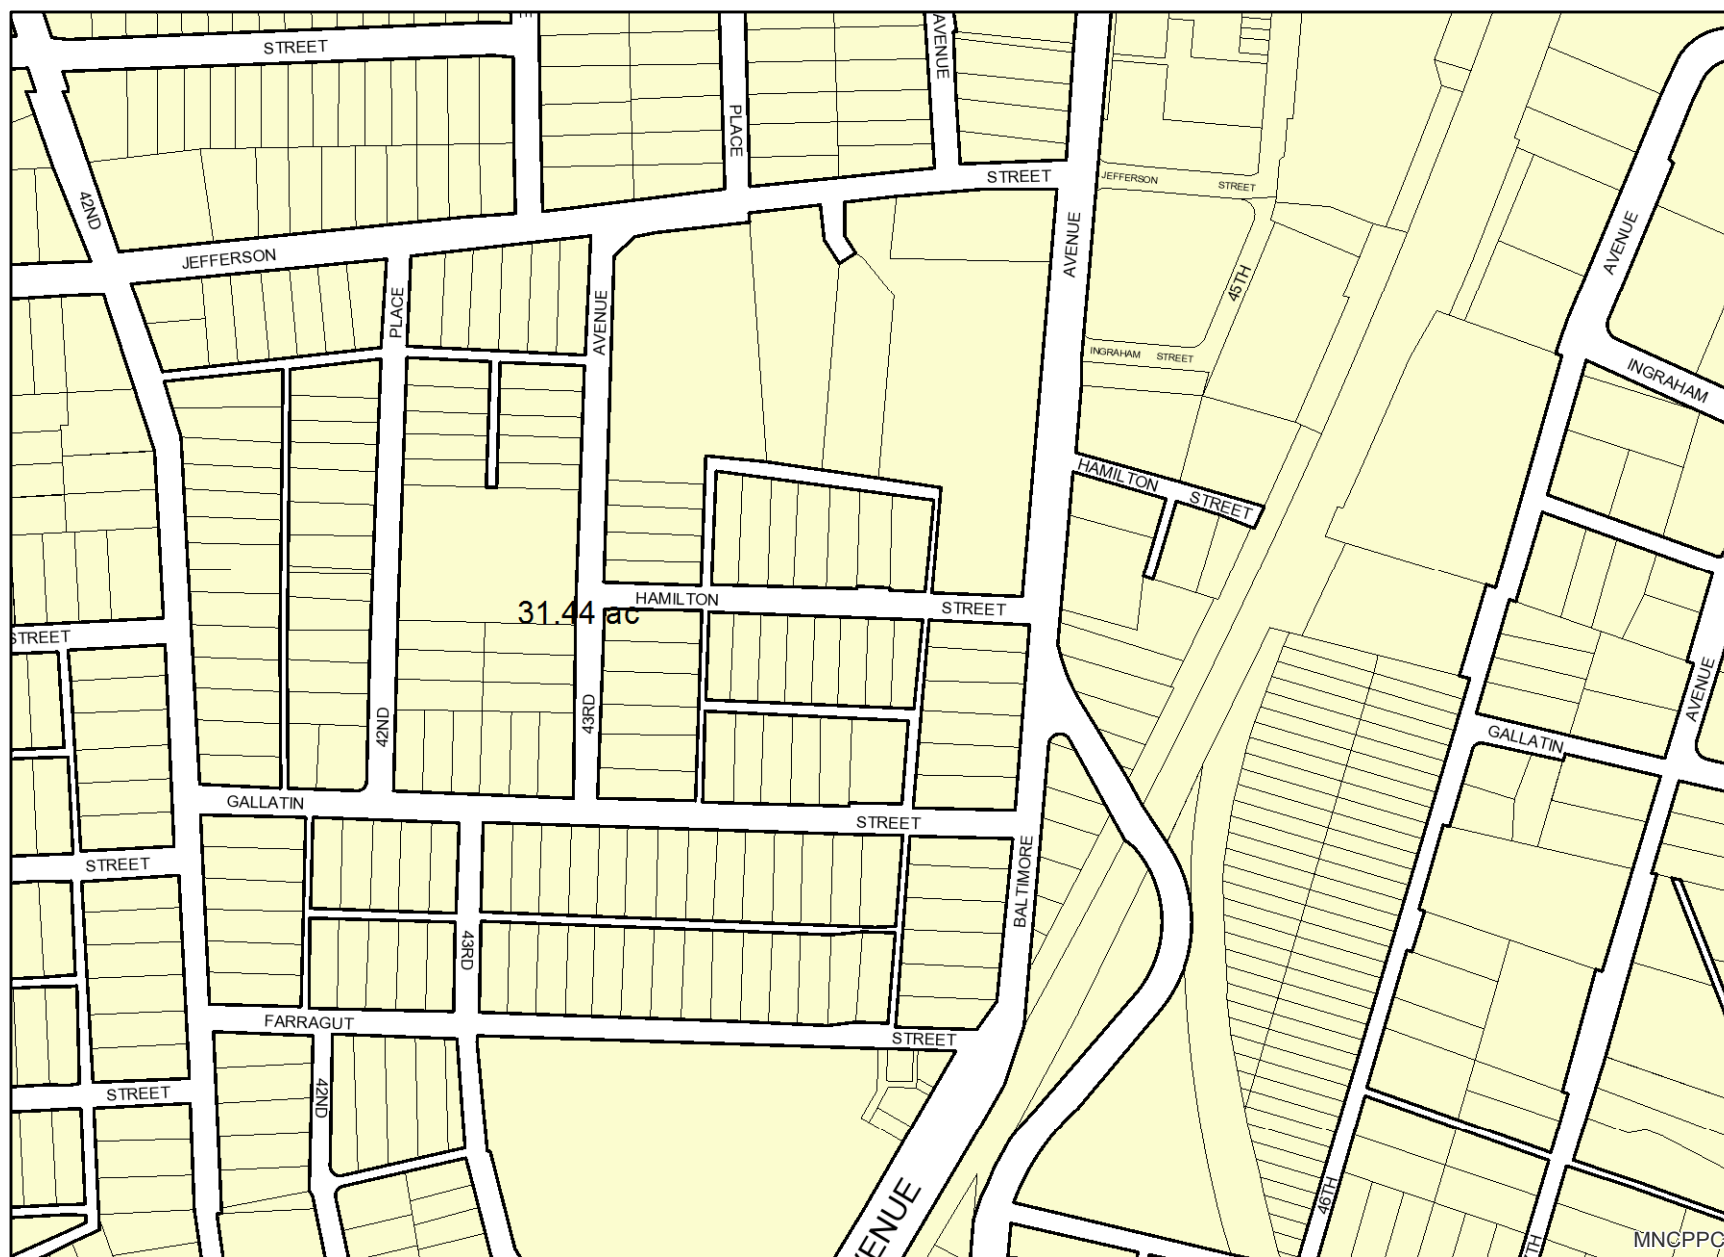 STREET
AVENUE
PLACE
42ND
STREET
JEFFERSON
STREET
JEFFERSON
AVENUE
AVENUE
45TH
PLACE
AVENUE
INGRAHAM STREET
INGRAHAM
HAMILTON
STREET
31.44 ac
HAMILTON
STREET
STREET
42ND
43RD
AVENUE
GALLATIN
GALLATIN
STREET
BALTIMORE
STREET
43RD
FARRAGUT
STREET
STREET
42ND
46TH
MNCPPC